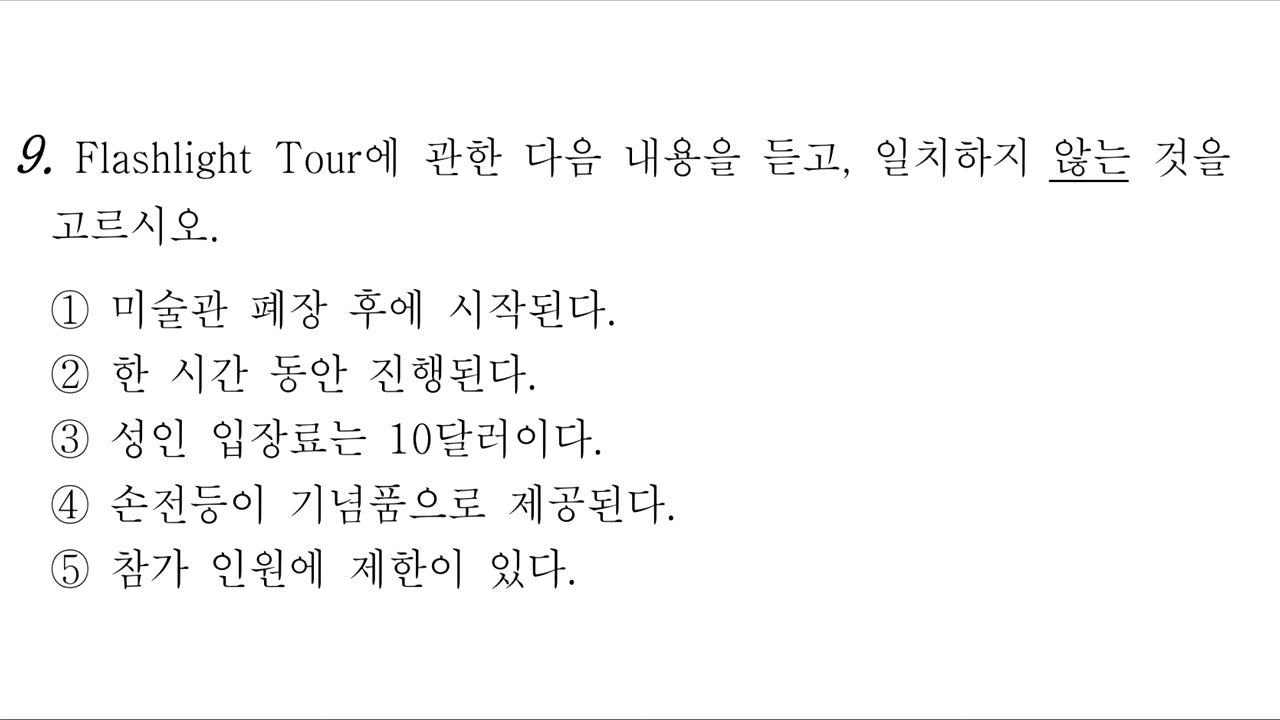 9. Flashlight Tour에 관한 다음 내용을 듣고, 일치하지 않는 것을
고르시오.
① 미술관 폐장 후에 시작된다.
② 한 시간 동안 진행된다.
③ 성인 입장료는 10달러이다.
④ 손전등이 기념품으로 제공된다.
⑤ 참가 인원에 제한이 있다.